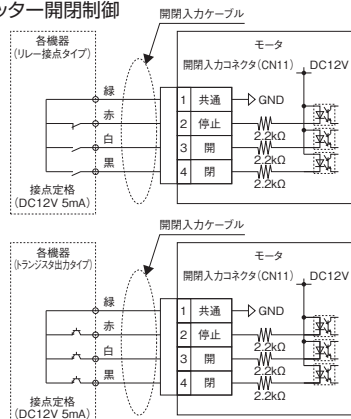 ッター開閉制御
開閉入力ケーブル
各機器
(リレー接点タイプ)
モータ
開閉入力コネクタ(CN11)
DC12V
緑
1 共通
GND
赤
2 停止
2.2kΩ
白
3 開
2.2kΩ
黒
4 閉
2.2kΩ
接点定格
(DC12V 5mA)
開閉入力ケーブル
各機器
(トランジスタ出力タイプ)
モータ
開閉入力コネクタ(CN11)
DC12V
緑
1 共通
GND
赤
2 停止
2.2kΩ
白
3 開
2.2kΩ
黒
4 閉
2.2kΩ
接点定格
(DC12V 5mA)